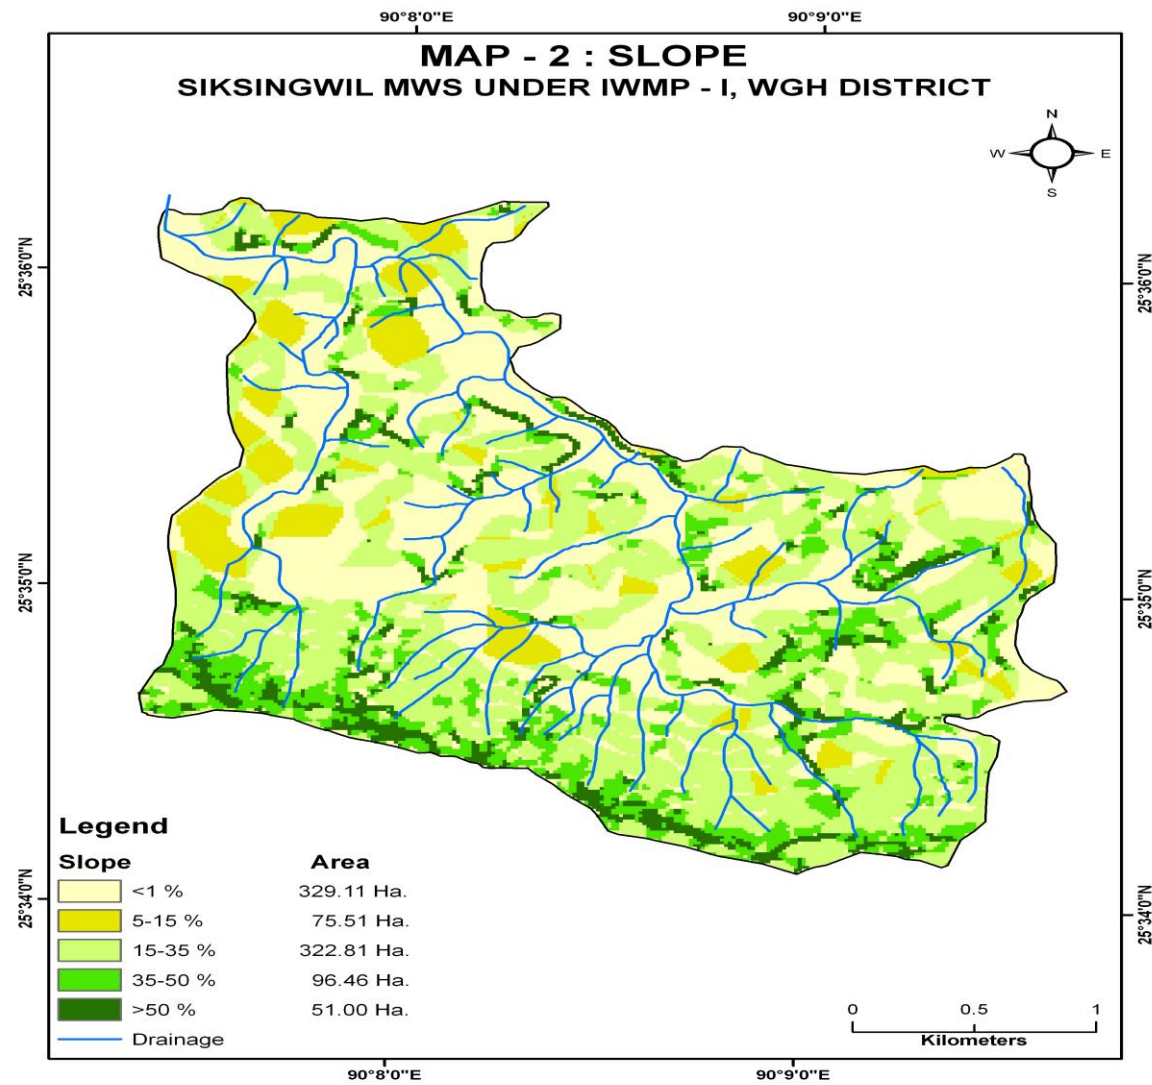 90°8'0"E 90°9'0"E
MAP - 2 : SLOPE
SIKSINGWIL MWS UNDER IWMP - I, WGH DISTRICT
N
W E
S
25°36'0"N 25°36'0"N
25°35'0"N 25°35'0"N
25°34'0"N 25°34'0"N
Legend
Slope Area
<1 % 329.11 Ha.
5-15 % 75.51 Ha.
15-35 % 322.81 Ha.
35-50 % 96.46 Ha.
>50 % 51.00 Ha.
Drainage
0 0.5 1
Kilometers
90°8'0"E 90°9'0"E